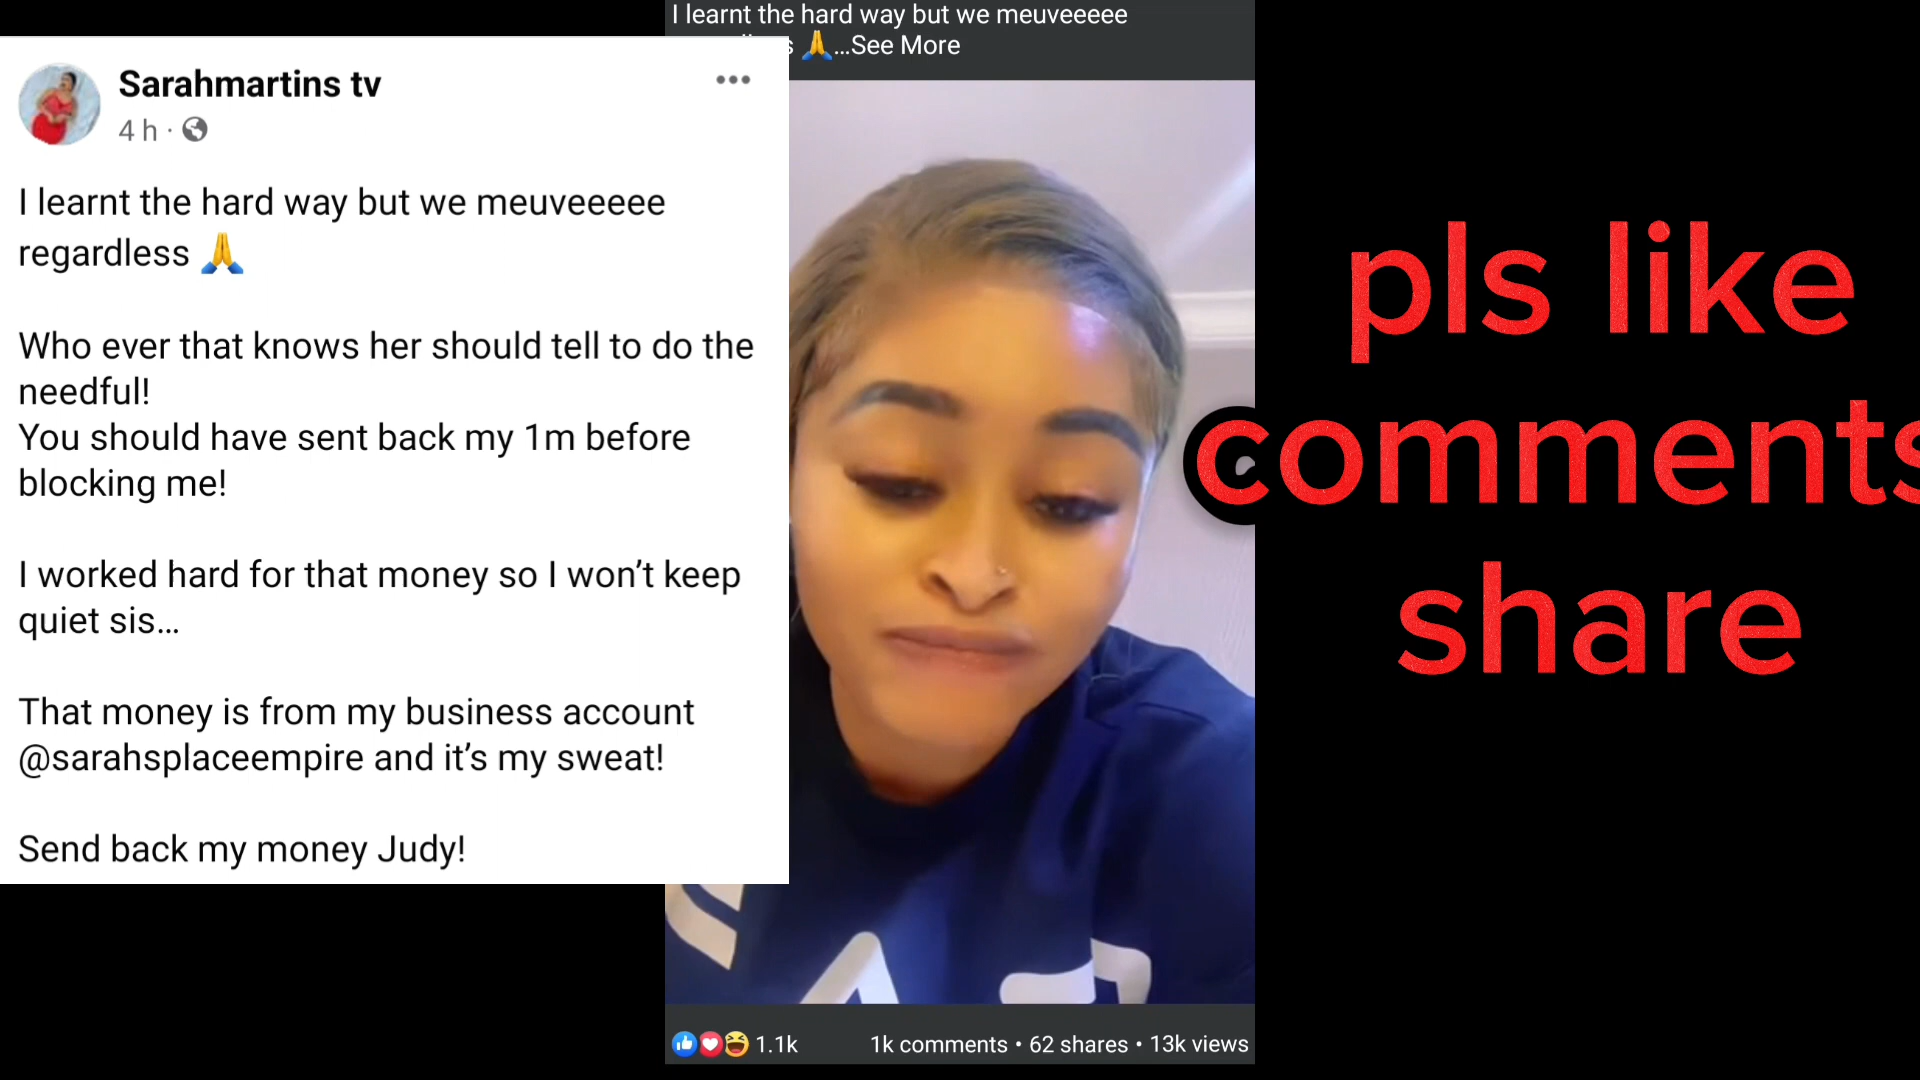 I learnt the hard way but we meuveeeee
🙏...See More
Sarahmartins tv
4 h ·
I learnt the hard way but we meuveeeee
regardless 🙏
Who ever that knows her should tell to do the
needful!
You should have sent back my 1m before
blocking me!
I worked hard for that money so I won’t keep
quiet sis...
That money is from my business account
@sarahsplaceempire and it’s my sweat!
Send back my money Judy!
1.1k
1k comments • 62 shares • 13k views
pls like
comments
share